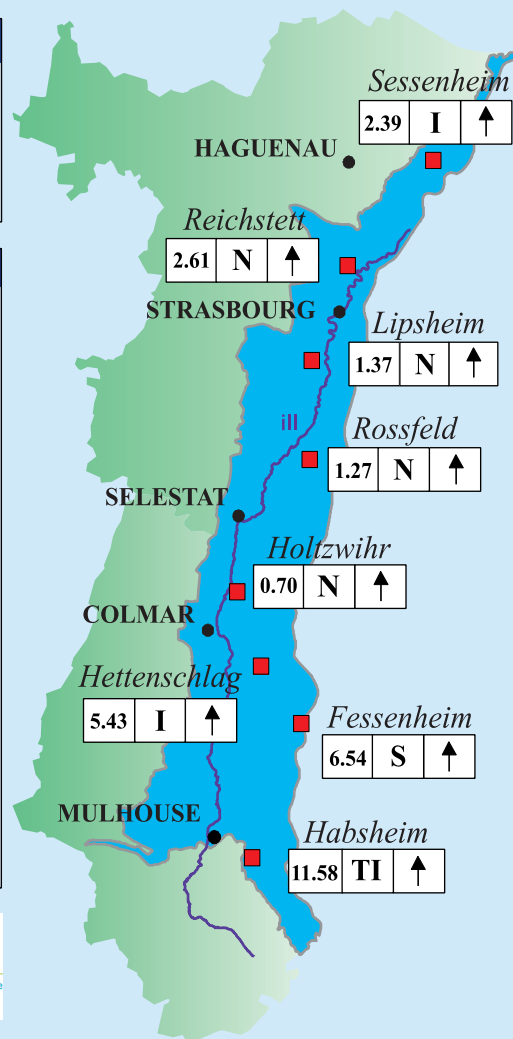 Sessenheim
2.39 I ↑
HAGUENAU
Reichstett
2.61 N ↑
STRASBOURG
Lipsheim
1.37 N ↑
ill
Rossfeld
1.27 N ↑
SELESTAT
Holtzwihr
0.70 N ↑
COLMAR
Hettenschlag
5.43 I ↑
Fessenheim
6.54 S ↑
MULHOUSE
Habsheim
11.58 TI ↑
e